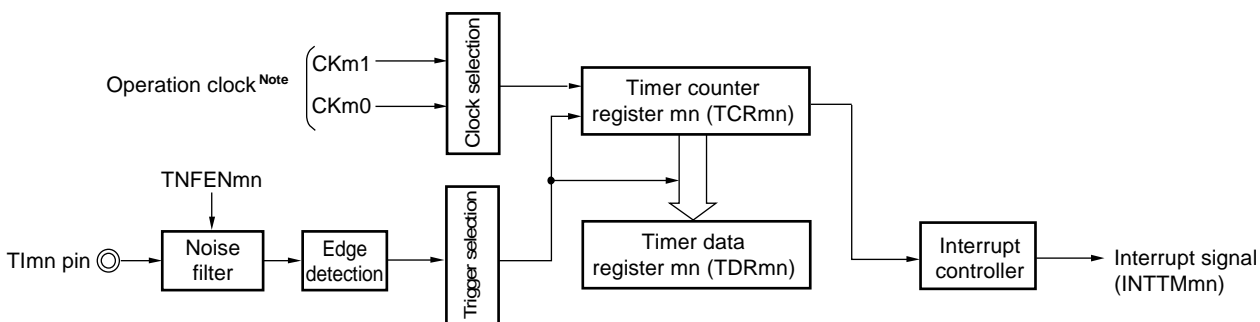 Operation clock Note
CKm1
CKm0
Clock selection
Timer counter
register mn (TCRmn)
TNFENmn
TImn pin
Noise
filter
Edge
detection
Trigger selection
Timer data
register mn (TDRmn)
Interrupt
controller
Interrupt signal
(INTTMmn)